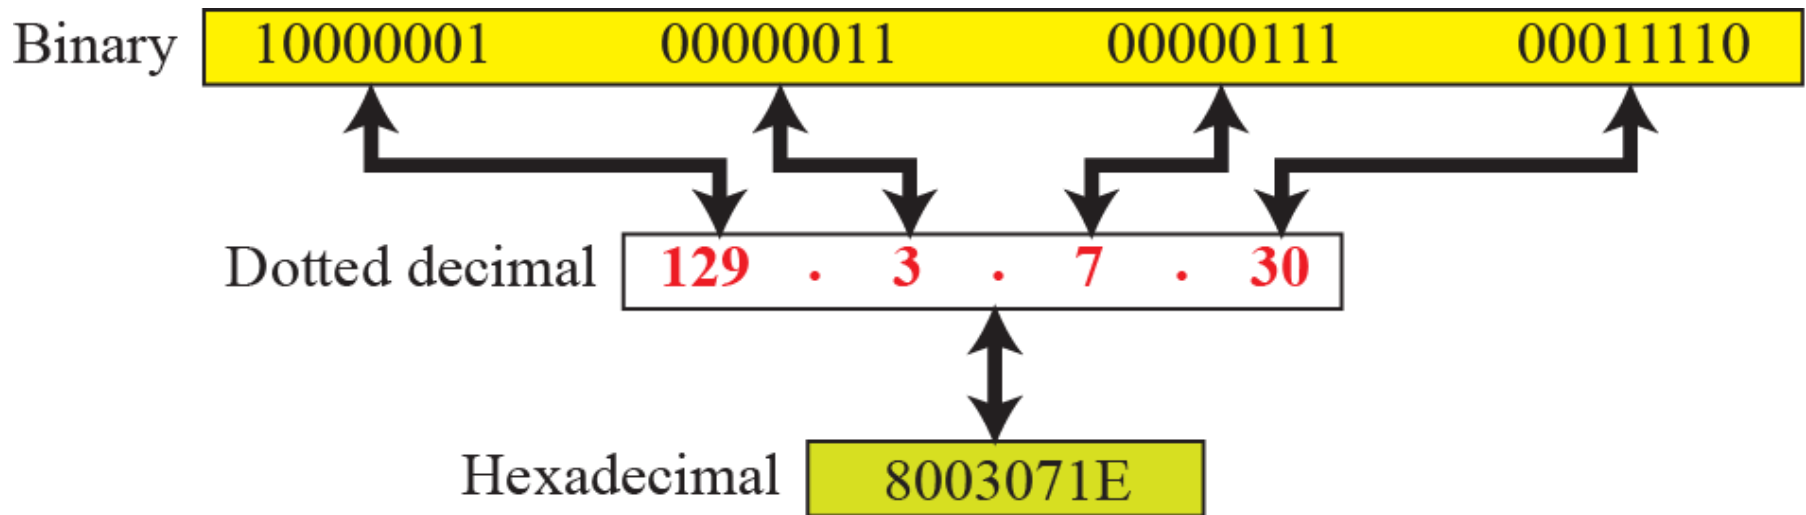 Binary 10000001 00000011 00000111 00011110
Dotted decimal 129 . 3 . 7 . 30
Hexadecimal 8003071E